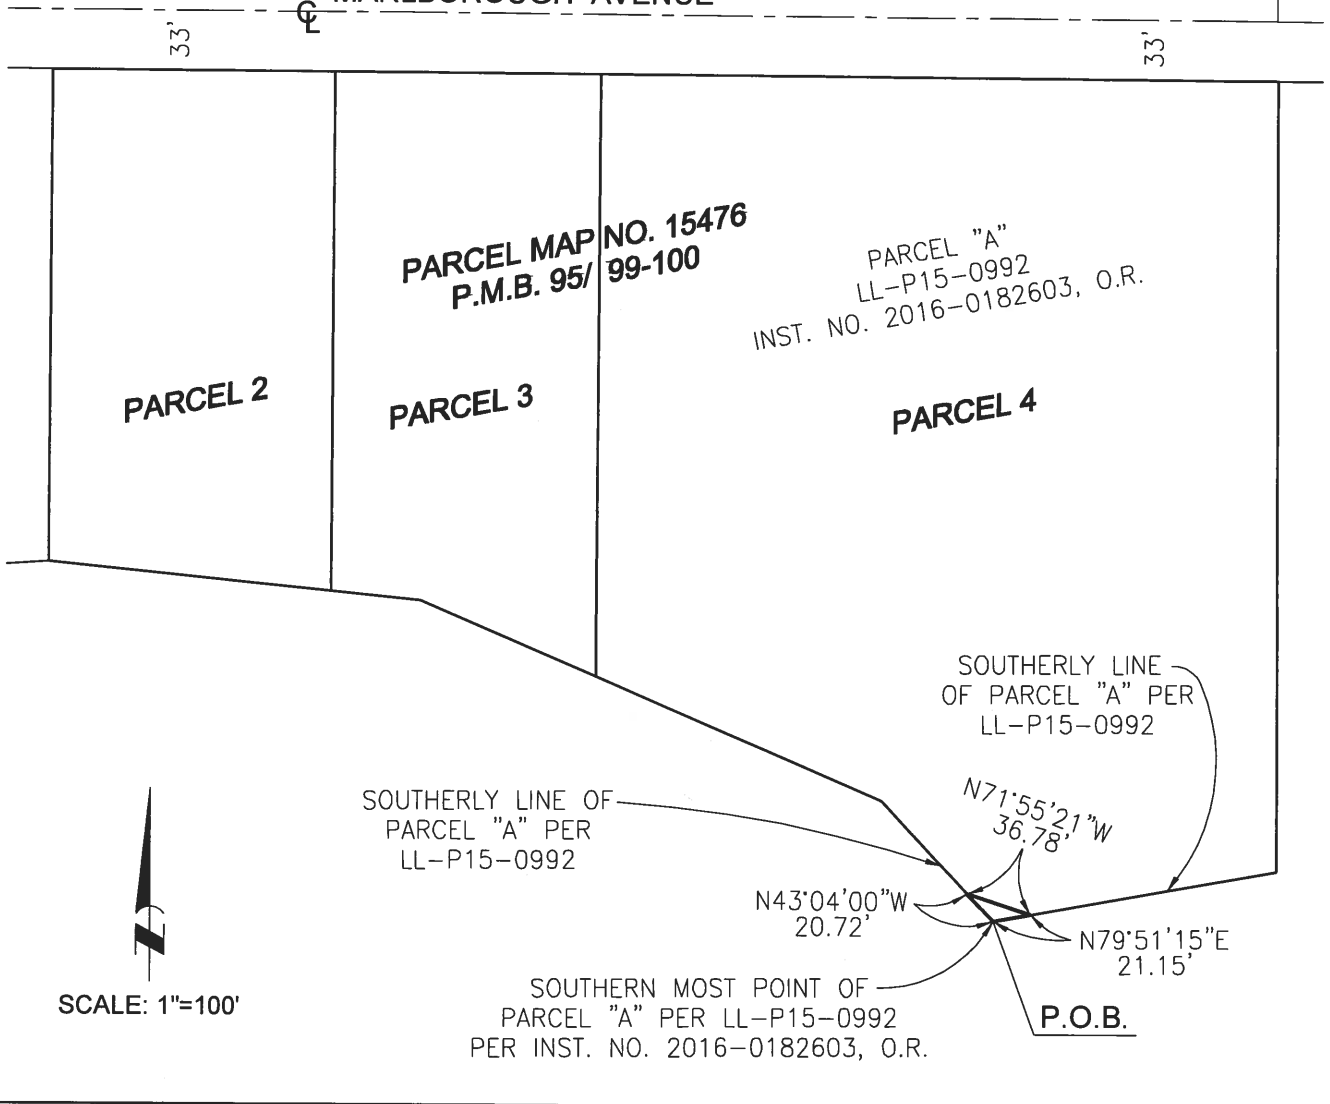 ℄ MARLBOROUGH AVENUE
33'
33'
PARCEL MAP NO. 15476
P.M.B. 95/ 99-100
PARCEL "A"
LL-P15-0992
INST. NO. 2016-0182603, O.R.
PARCEL 2
PARCEL 3
PARCEL 4
SOUTHERLY LINE
OF PARCEL "A" PER
LL-P15-0992
SOUTHERLY LINE OF
PARCEL "A" PER
LL-P15-0992
N71°55'21"W
36.78'
N43°04'00"W
20.72'
N79°51'15"E
21.15'
SOUTHERN MOST POINT OF
PARCEL "A" PER LL-P15-0992
PER INST. NO. 2016-0182603, O.R.
P.O.B.
N
SCALE: 1"=100'